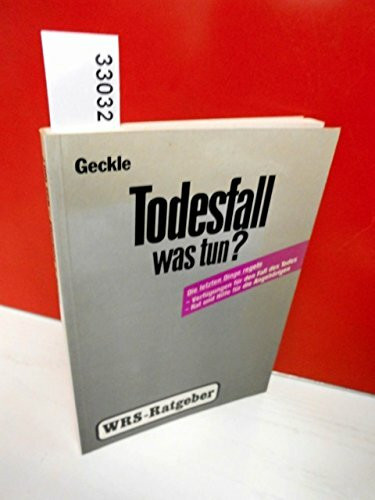 33032
Geckle
Todesfall
was tun?
Die letzten Dinge regeln
- Verfügungen für den Fall des Todes
- Rat und Hilfe für die Angehörigen
WRS-Ratgeber